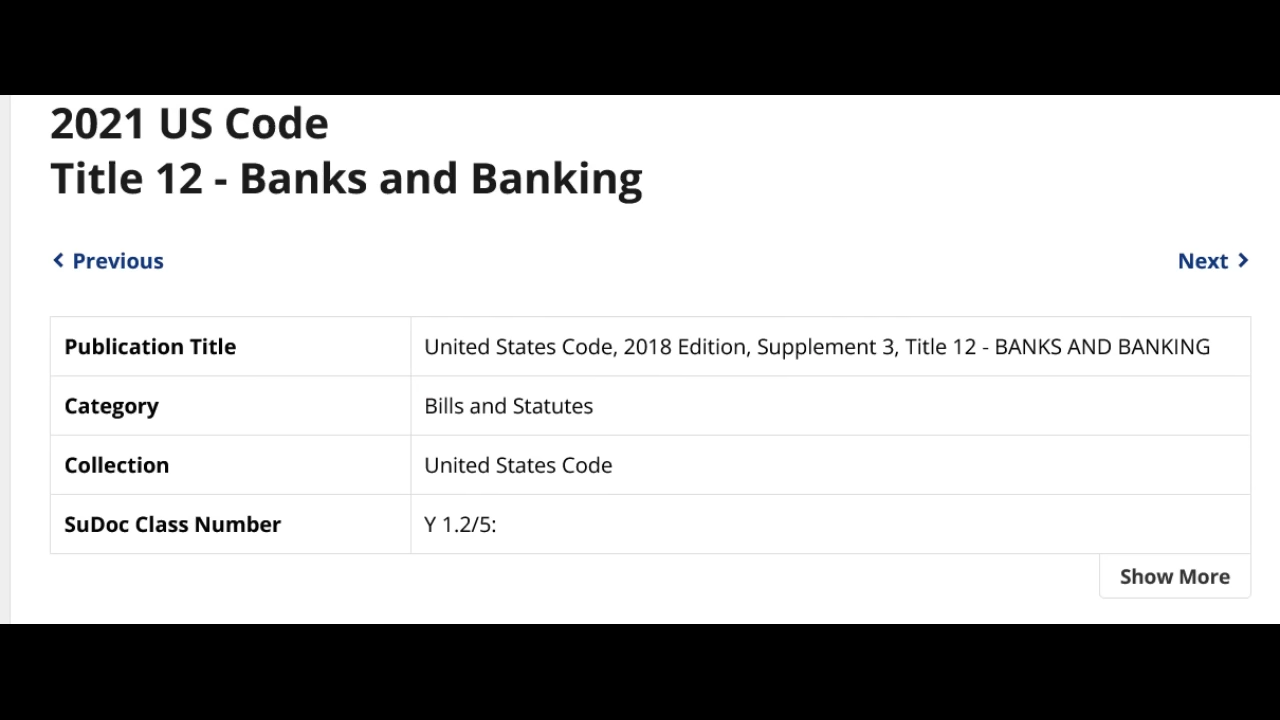 2021 US Code
Title 12 - Banks and Banking
Previous
Next
Publication Title United States Code, 2018 Edition, Supplement 3, Title 12 - BANKS AND BANKING
Category Bills and Statutes
Collection United States Code
SuDoc Class Number Y 1.2/5:
Show More